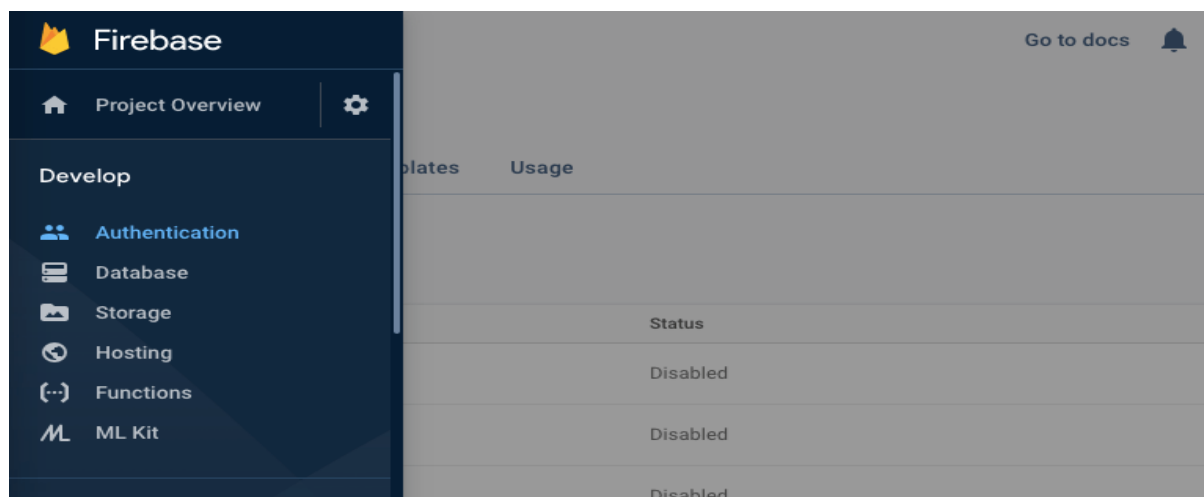 Firebase
Go to docs
Project Overview
plates Usage
Develop
Authentication
Database
Storage
Status
Hosting
Disabled
Functions
ML Kit
Disabled
Disabled